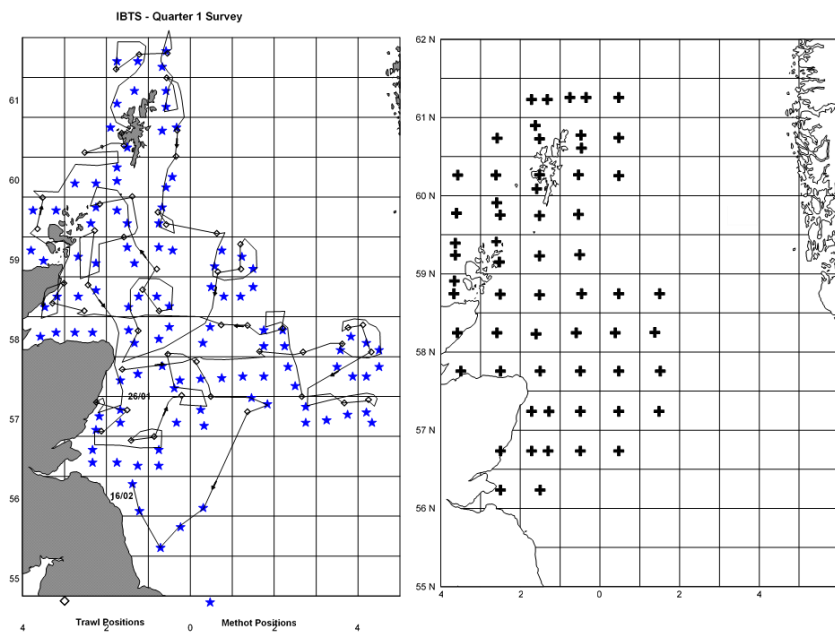 IBTS - Quarter 1 Survey
61
60
59
58
57
56
55
26/01
16/02
Trawl Positions
Methot Positions
4
2
0
2
4
62 N
61 N
60 N
59 N
58 N
57 N
56 N
55 N
4
2
0
2
4